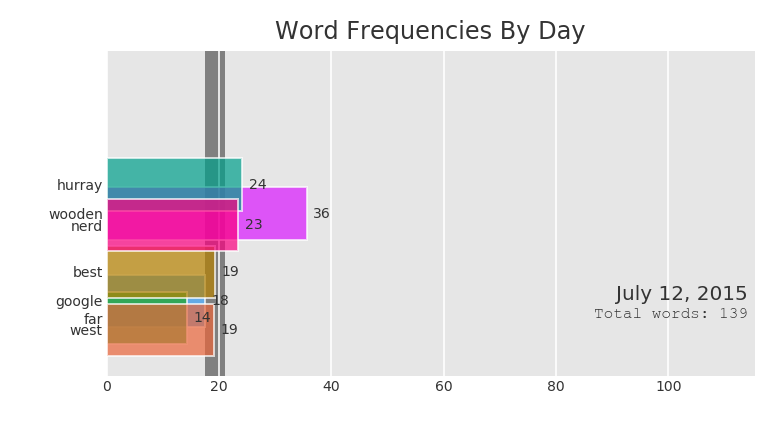 Word Frequencies By Day
hurray 24
wooden 36
nerd 23
best 19
google 18
far 14
west 19
July 12, 2015
Total words: 139
0 20 40 60 80 100